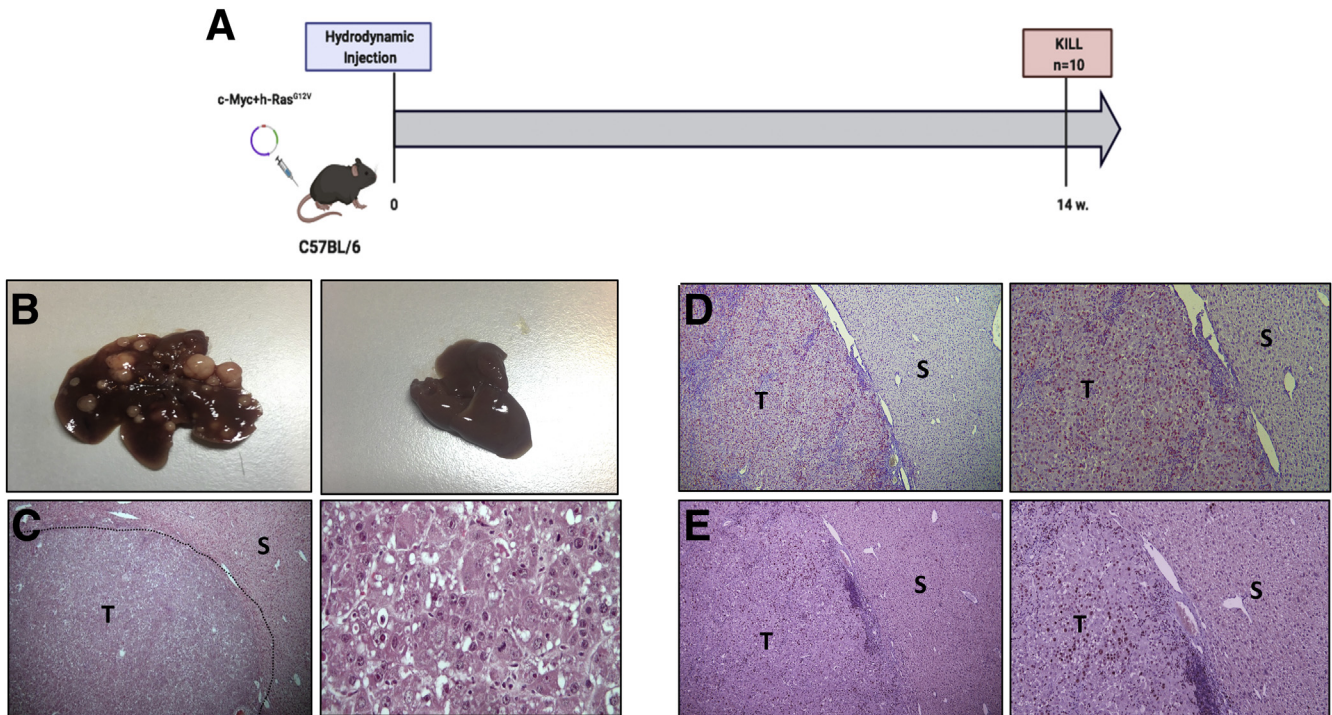 A
Hydrodynamic
Injection
KILL
n=10
c-Myc+h-Ras^G12V
0
14 w.
C57BL/6
B
D
T
S
T
S
C
T
S
E
T
S
T
S